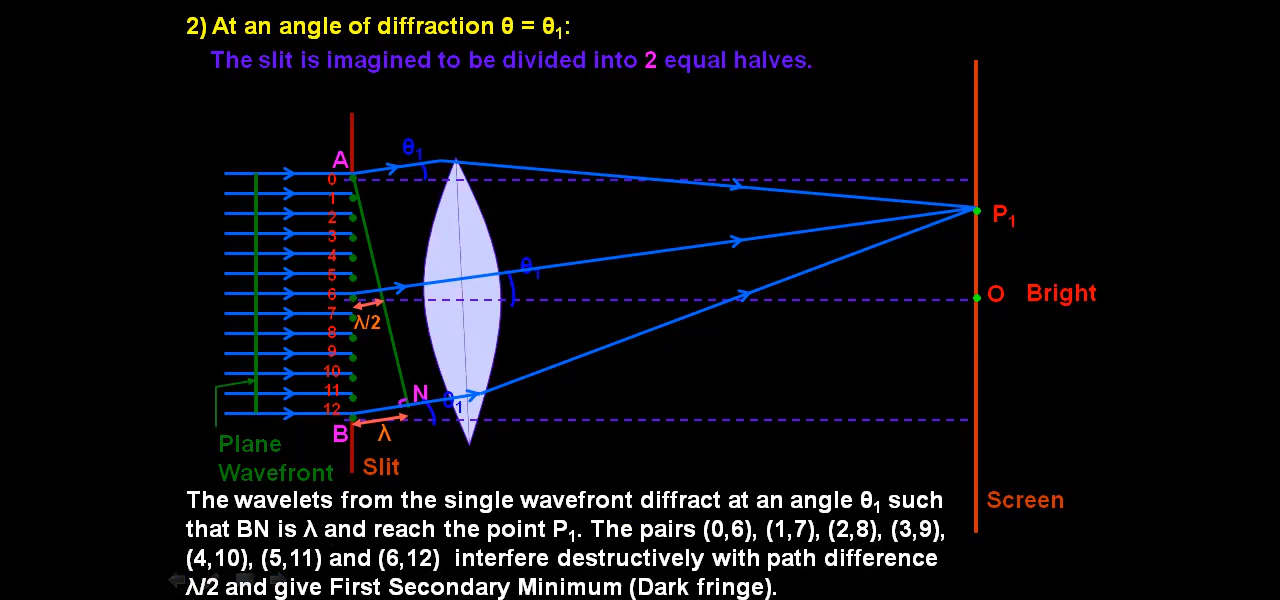 2) At an angle of diffraction θ = θ₁:
The slit is imagined to be divided into 2 equal halves.
θ₁
A
0
1
2
P₁
3
4
5
θ₁
6
O Bright
7
λ/2
8
9
10
11
N
θ₁
12
B
λ
Plane
Wavefront
Slit
The wavelets from the single wavefront diffract at an angle θ₁ such
Screen
that BN is λ and reach the point P₁. The pairs (0,6), (1,7), (2,8), (3,9),
(4,10), (5,11) and (6,12) interfere destructively with path difference
λ/2 and give First Secondary Minimum (Dark fringe).